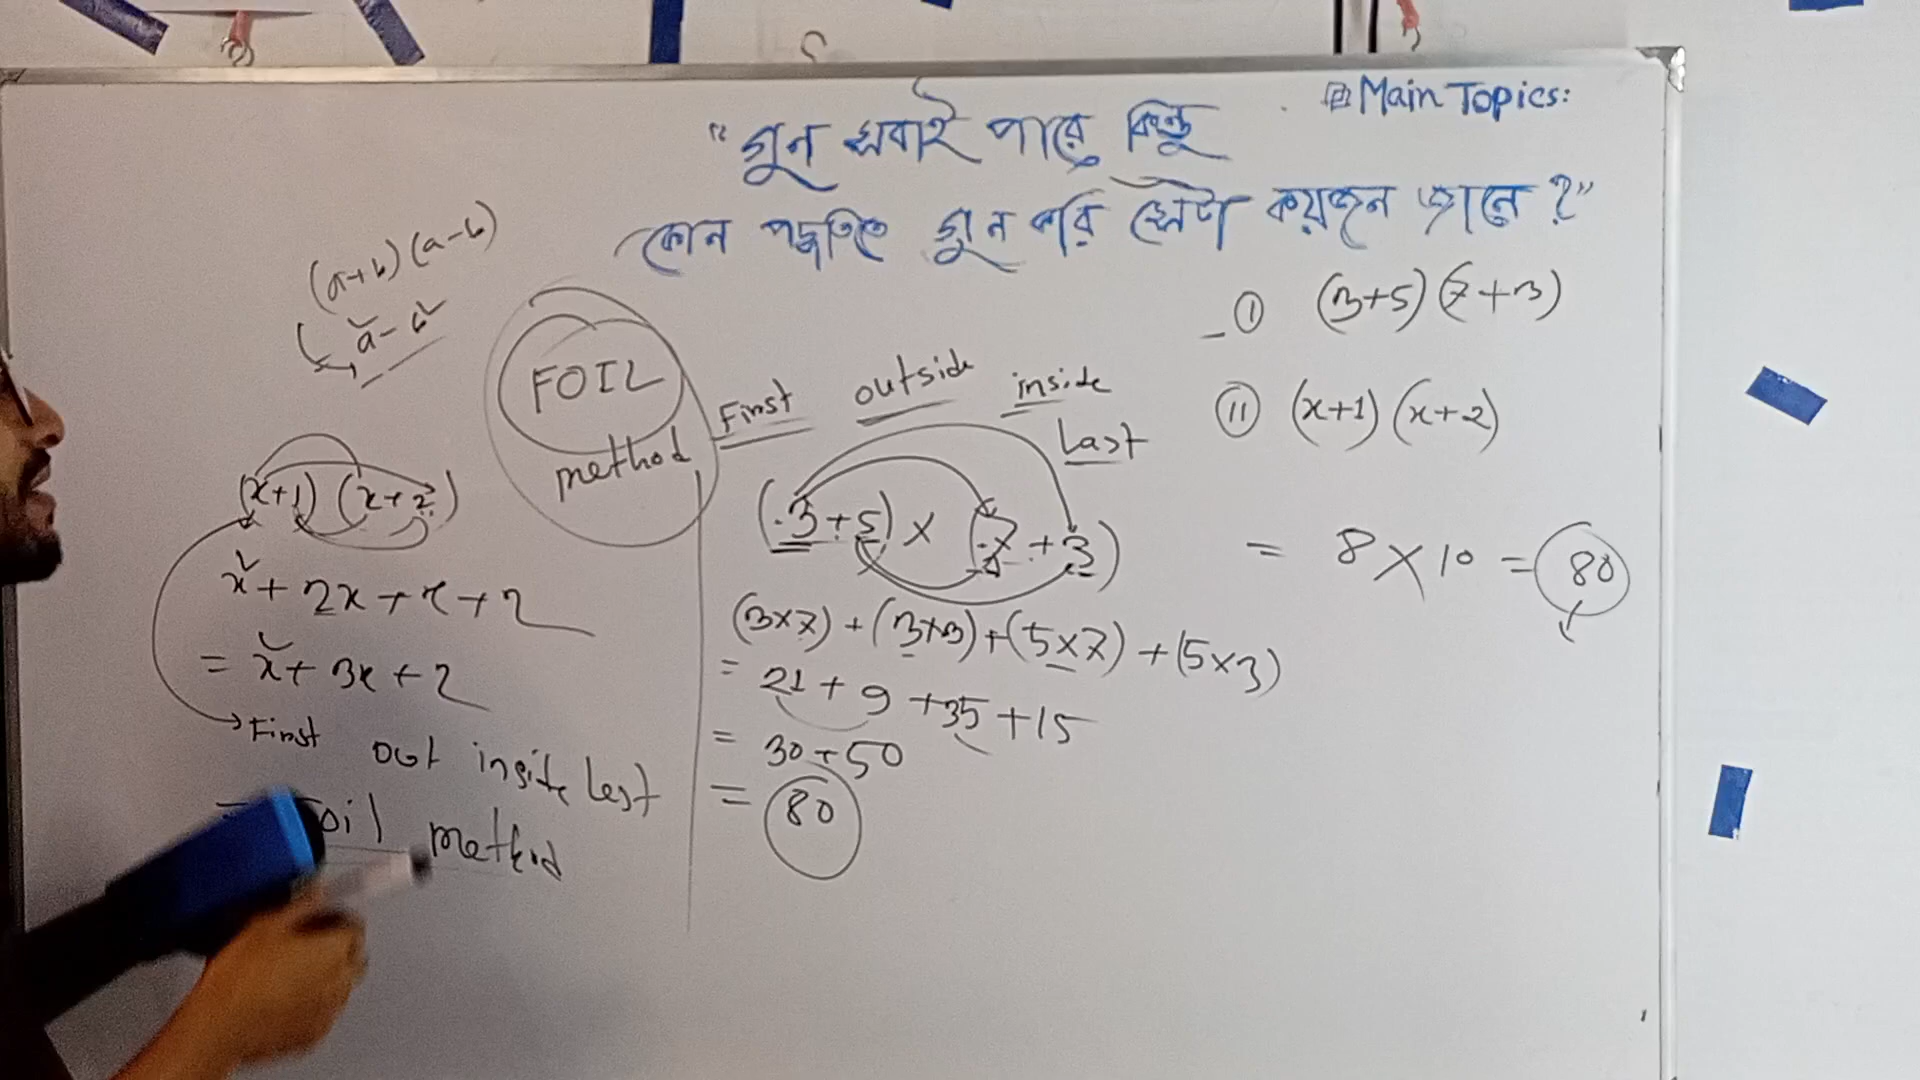 Main Topics:
"গুন সবাই পারে কিন্তু
কোন পদ্ধতিতে গুন করি সেটা কয়জন জানে ?"
(a+b) (a-b)
a² - b²
FOIL
method
First outside inside
Last
① (3+5) (7+3)
② (x+1) (x+2)
(x+1) (x+2)
x² + 2x + x + 2
= x² + 3x + 2
First out inside Last
= Foil method
(3+5) × (7+3) = 8 × 10 = 80
(3×7) + (3×3) + (5×7) + (5×3)
= 21 + 9 + 35 + 15
= 30 + 50
= 80